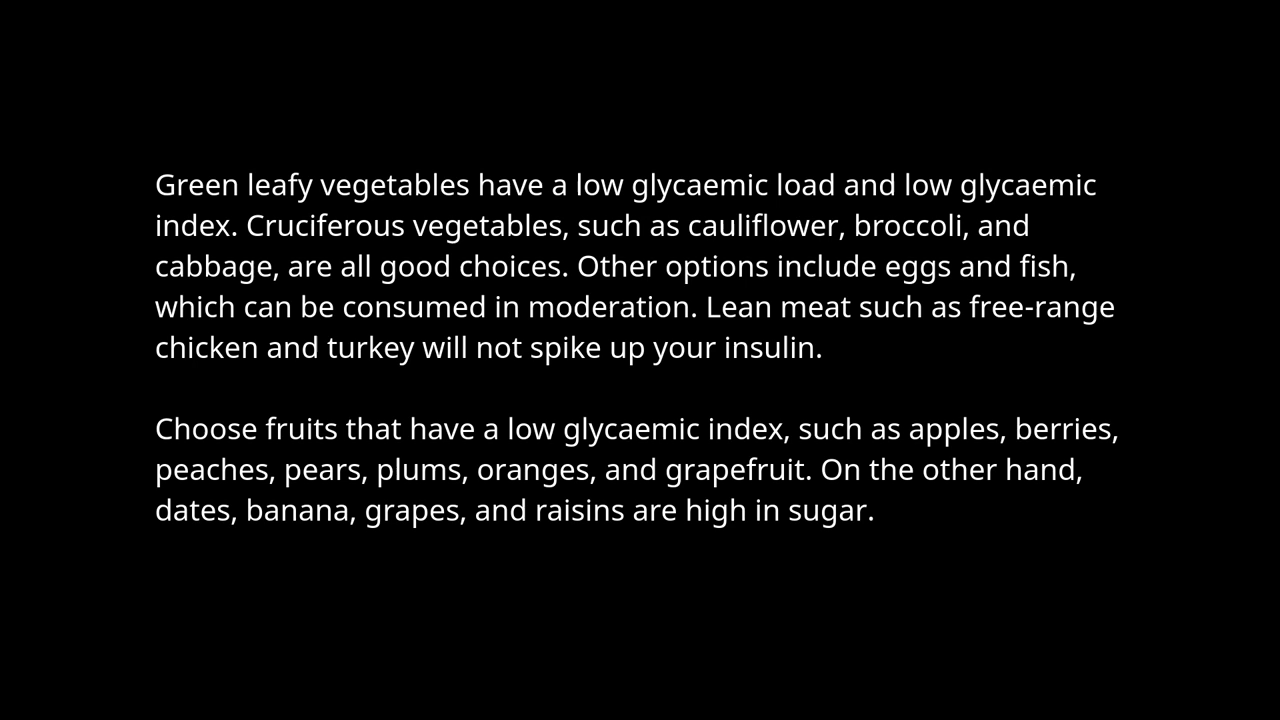 Green leafy vegetables have a low glycaemic load and low glycaemic
index. Cruciferous vegetables, such as cauliflower, broccoli, and
cabbage, are all good choices. Other options include eggs and fish,
which can be consumed in moderation. Lean meat such as free-range
chicken and turkey will not spike up your insulin.
Choose fruits that have a low glycaemic index, such as apples, berries,
peaches, pears, plums, oranges, and grapefruit. On the other hand,
dates, banana, grapes, and raisins are high in sugar.